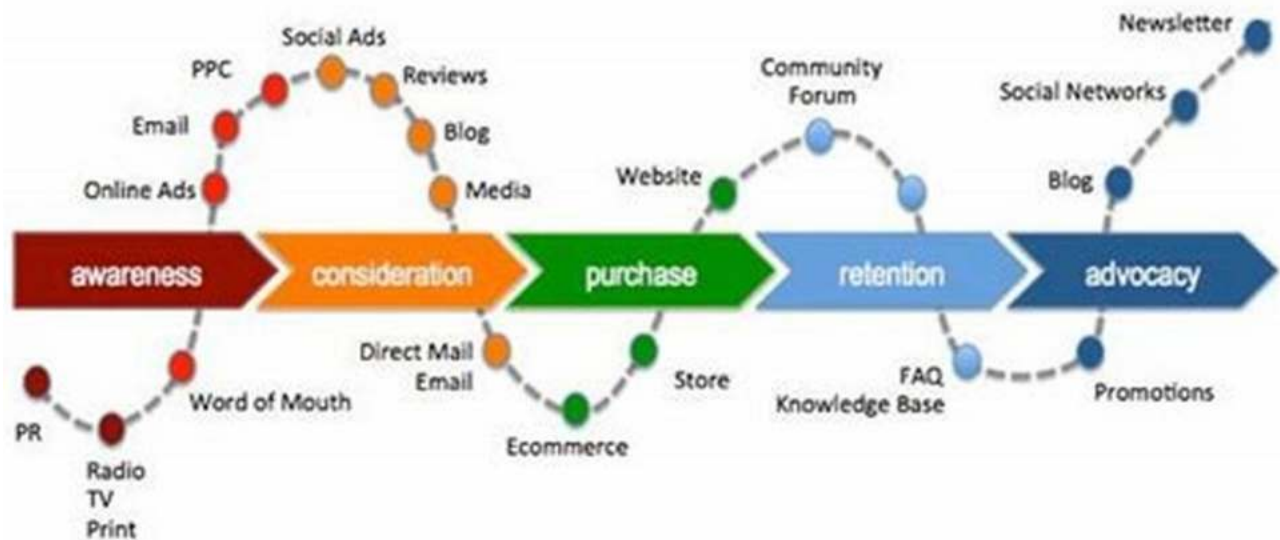 Newsletter
Social Ads
PPC
Reviews
Community
Forum
Social Networks
Email
Blog
Website
Blog
Online Ads
Media
awareness
consideration
purchase
retention
advocacy
Direct Mail
Email
Store
FAQ
Knowledge Base
Promotions
Word of Mouth
PR
Ecommerce
Radio
TV
Print